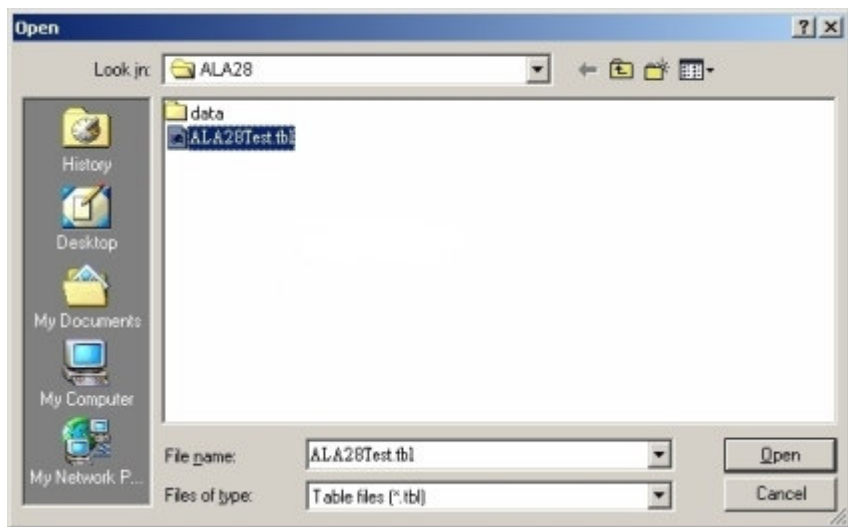 Open
Look in: ALA28
data
ALA28Test.tbl
History
Desktop
My Documents
My Computer
My Network P...
File name: ALA28Test.tbl Open
Files of type: Table files (*.tbl) Cancel